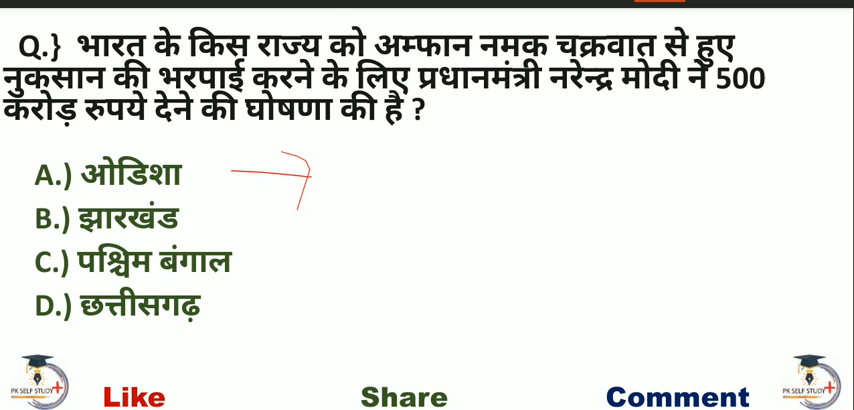 Q.} भारत के किस राज्य को अम्फान नमक चक्रवात से हुए
नुकसान की भरपाई करने के लिए प्रधानमंत्री नरेन्द्र मोदी ने 500
करोड़ रुपये देने की घोषणा की है ?
A.) ओडिशा
B.) झारखंड
C.) पश्चिम बंगाल
D.) छत्तीसगढ़
PK SELF STUDY
PK SELF STUDY
Like Share Comment